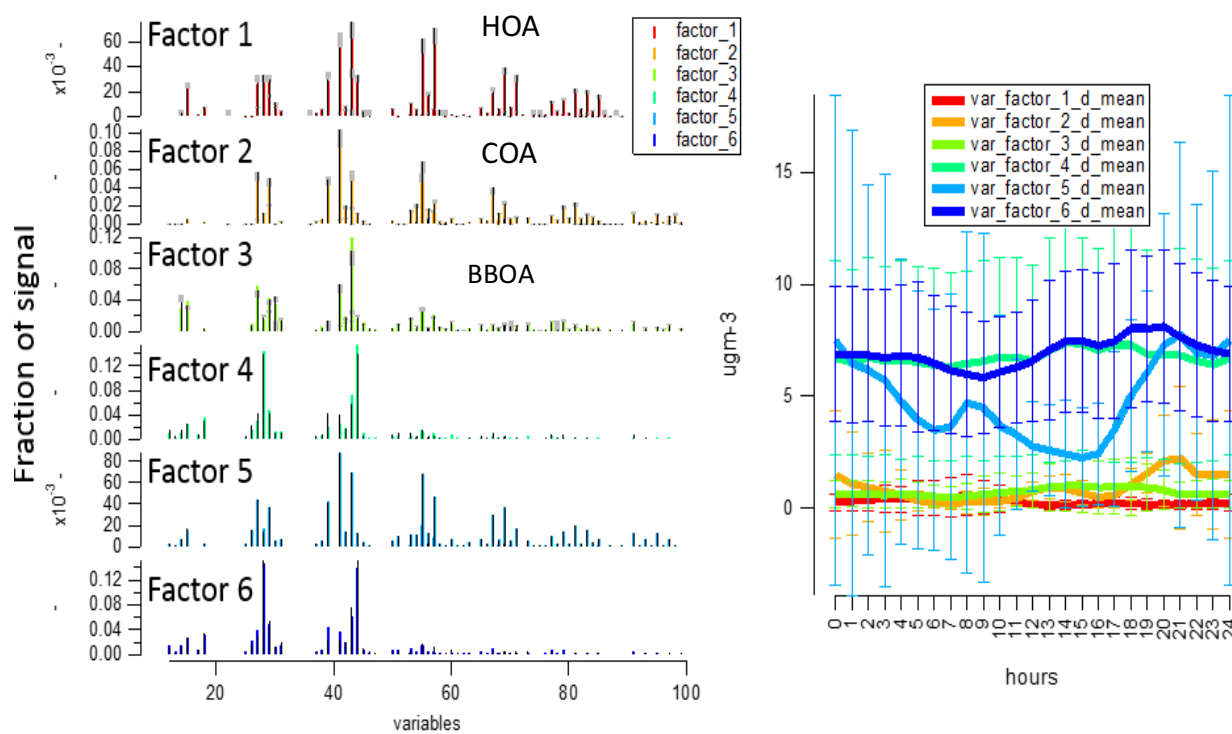 Factor 1
HOA
60
40
20
0
x10⁻³ -
factor_1
factor_2
factor_3
factor_4
factor_5
factor_6
Factor 2
COA
0.10
0.08
0.06
0.04
0.02
0.00
-
Factor 3
BBOA
0.12
0.08
0.04
0.00
-
Factor 4
0.12
0.08
0.04
0.00
-
Factor 5
80
60
40
20
0
x10⁻³ -
Factor 6
0.12
0.08
0.04
0.00
-
Fraction of signal
20 40 60 80 100
variables
var_factor_1_d_mean
var_factor_2_d_mean
var_factor_3_d_mean
var_factor_4_d_mean
var_factor_5_d_mean
var_factor_6_d_mean
15
10
5
0
ugm-3
0 1 2 3 4 5 6 7 8 9 10 11 12 13 14 15 16 17 18 19 20 21 22 23 24
hours